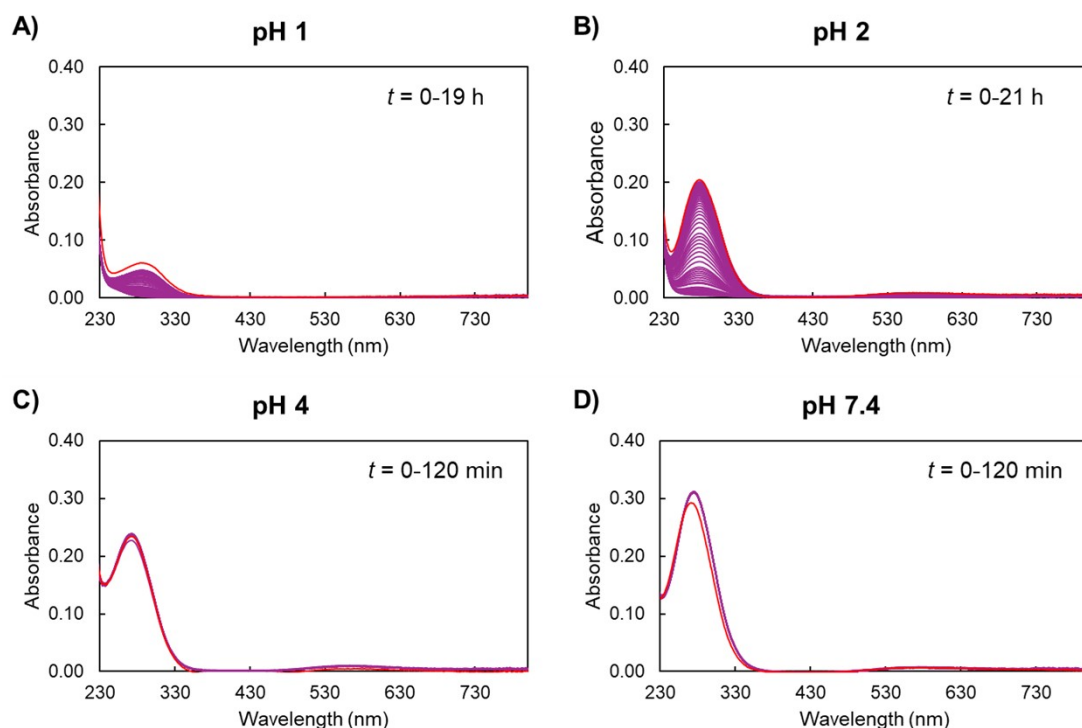 A)
pH 1
t = 0-19 h
Absorbance
0.40
0.30
0.20
0.10
0.00
230 330 430 530 630 730
Wavelength (nm)
B)
pH 2
t = 0-21 h
Absorbance
0.40
0.30
0.20
0.10
0.00
230 330 430 530 630 730
Wavelength (nm)
C)
pH 4
t = 0-120 min
Absorbance
0.40
0.30
0.20
0.10
0.00
230 330 430 530 630 730
Wavelength (nm)
D)
pH 7.4
t = 0-120 min
Absorbance
0.40
0.30
0.20
0.10
0.00
230 330 430 530 630 730
Wavelength (nm)